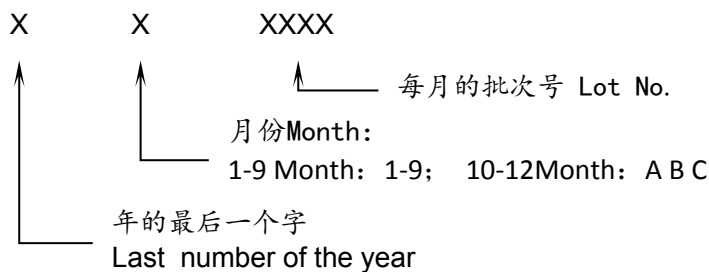 X X XXXX
每月的批次号 Lot No.
月份Month：
1-9 Month：1-9； 10-12Month：A B C
年的最后一个字
Last number of the year